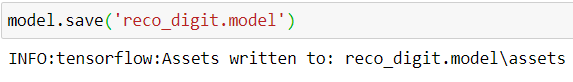 model.save('reco_digit.model')
INFO:tensorflow:Assets written to: reco_digit.model\assets